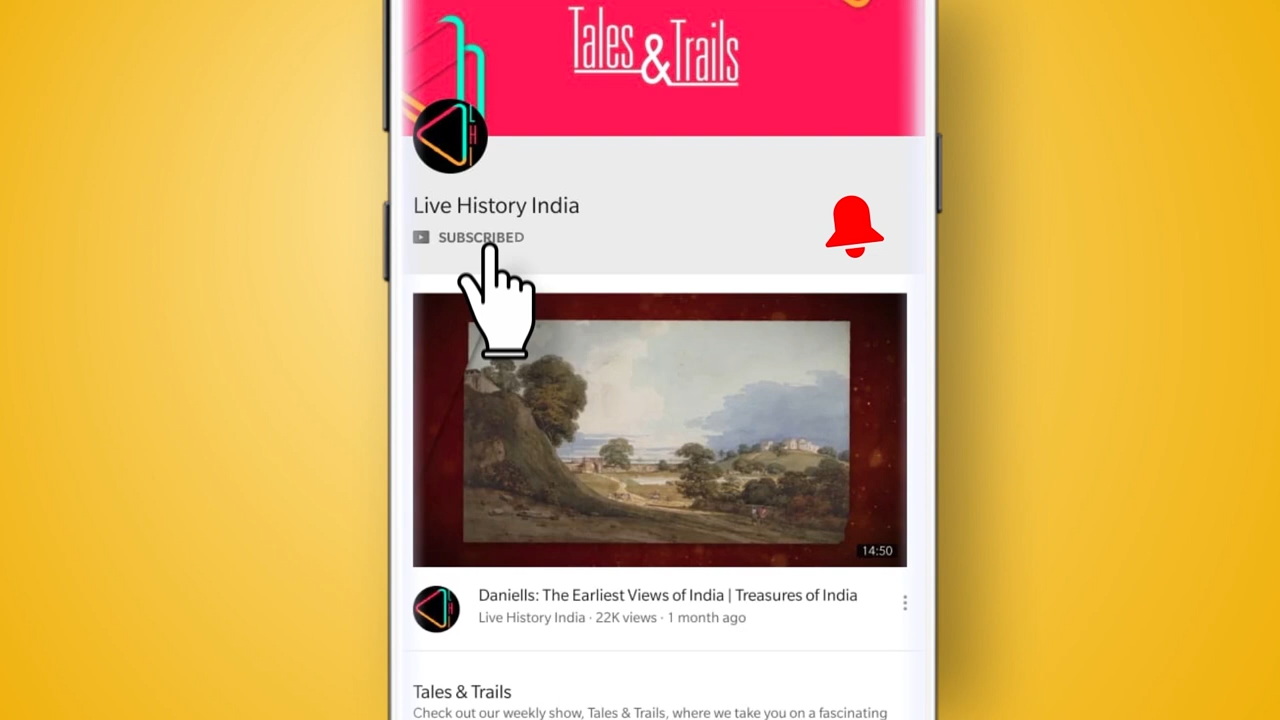 Tales & Trails
LHI
Live History India
SUBSCRIBED
14:50
Daniells: The Earliest Views of India | Treasures of India
LHI
Live History India · 22K views · 1 month ago
Tales & Trails
Check out our weekly show, Tales & Trails, where we take you on a fascinating